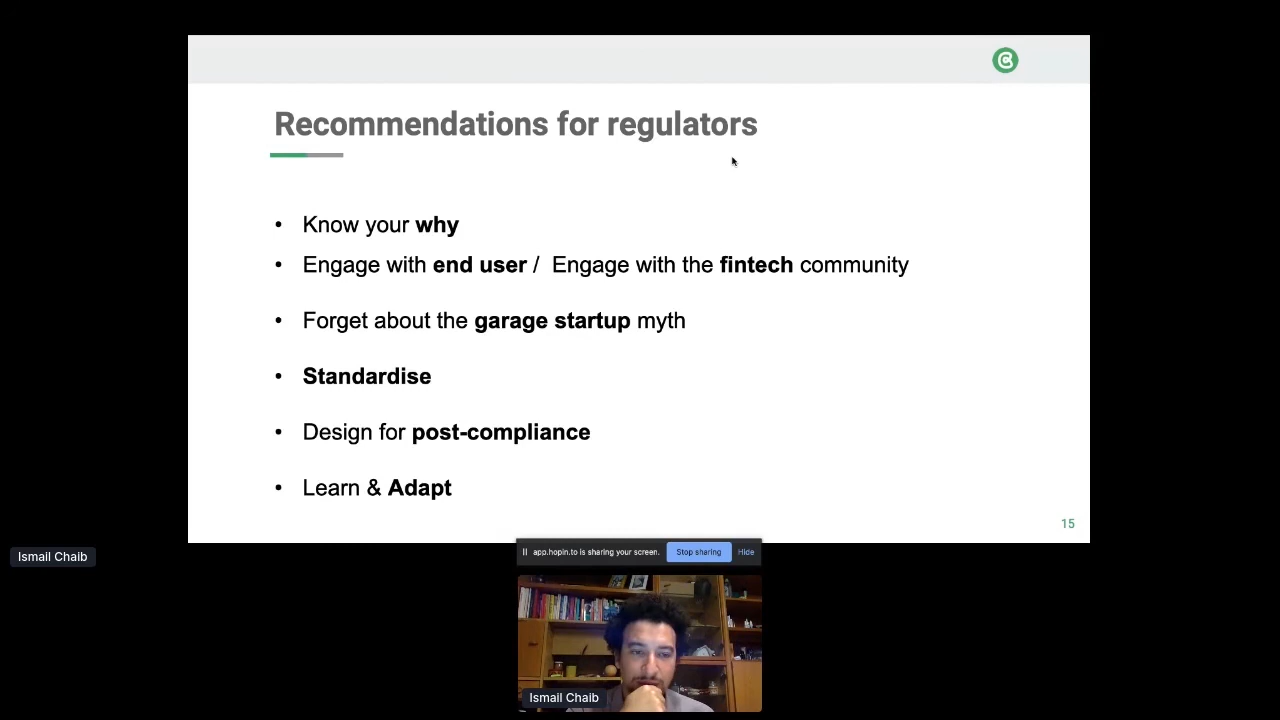 Recommendations for regulators
• Know your why
• Engage with end user / Engage with the fintech community
• Forget about the garage startup myth
• Standardise
• Design for post-compliance
• Learn & Adapt
15
Ismail Chaib
app.hopin.to is sharing your screen. Stop sharing Hide
Ismail Chaib